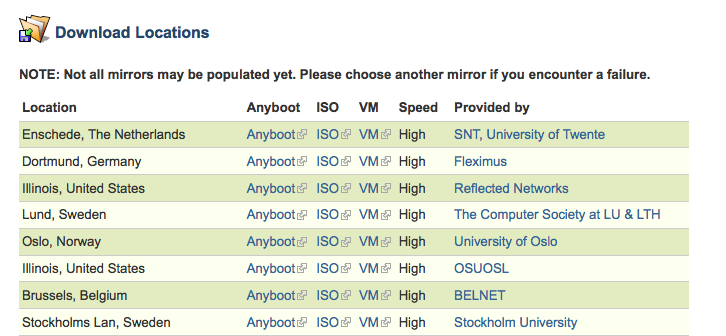 Download Locations
NOTE: Not all mirrors may be populated yet. Please choose another mirror if you encounter a failure.
Location Anyboot ISO VM Speed Provided by
Enschede, The Netherlands Anyboot ISO VM High SNT, University of Twente
Dortmund, Germany Anyboot ISO VM High Fleximus
Illinois, United States Anyboot ISO VM High Reflected Networks
Lund, Sweden Anyboot ISO VM High The Computer Society at LU & LTH
Oslo, Norway Anyboot ISO VM High University of Oslo
Illinois, United States Anyboot ISO VM High OSUOSL
Brussels, Belgium Anyboot ISO VM High BELNET
Stockholms Lan, Sweden Anyboot ISO VM High Stockholm University